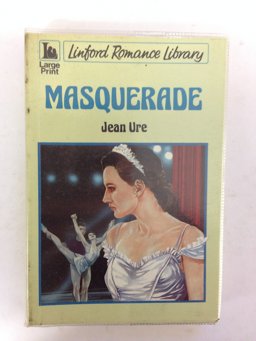 Linford Romance Library
Large
Print
MASQUERADE
Jean Ure